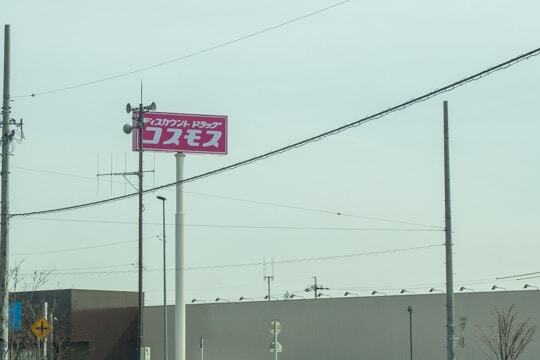 ディスカウント ドラッグ
コスモス